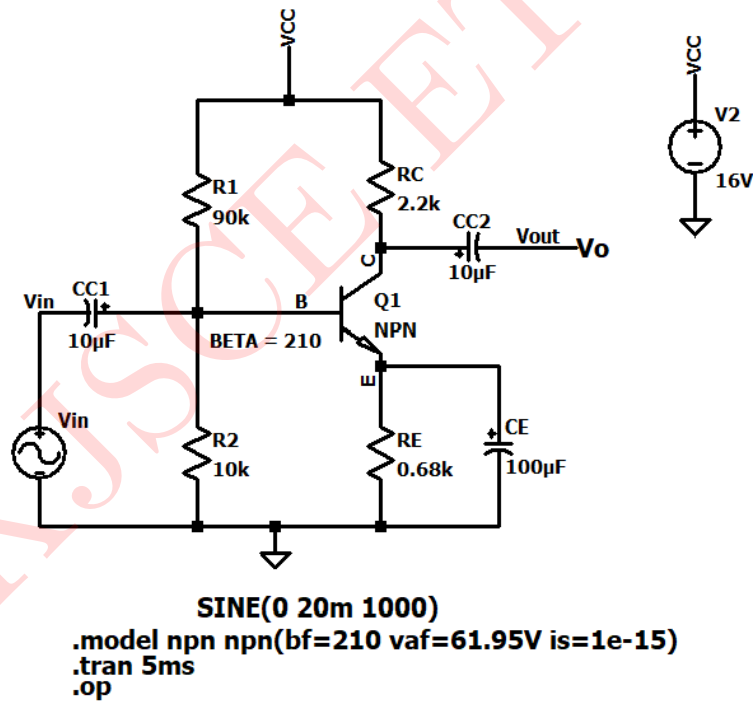 VCC
VCC
V2
16V
R1
90k
RC
2.2k
CC2
10µF
Vout
Vo
C
Vin
CC1
10µF
B
Q1
NPN
BETA = 210
E
Vin
R2
10k
RE
0.68k
CE
100µF
SINE(0 20m 1000)
.model npn npn(bf=210 vaf=61.95V is=1e-15)
.tran 5ms
.op
KJSCE ET